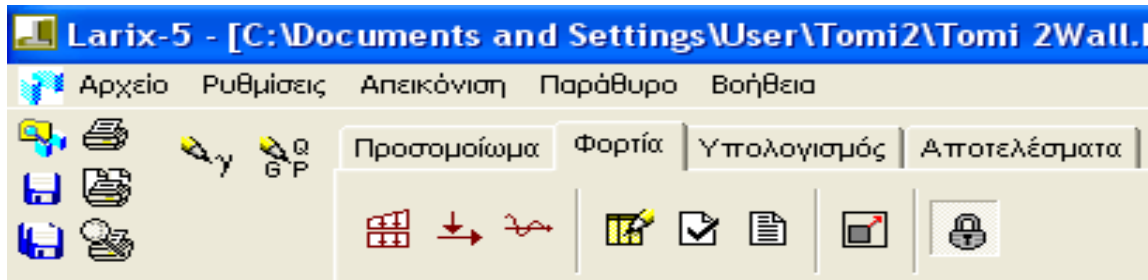 Larix-5 - [C:\Documents and Settings\User\Tomi2\Tomi 2Wall.
Αρχείο Ρυθμίσεις Απεικόνιση Παράθυρο Βοήθεια
γ G Q P Προσομοίωμα Φορτία Υπολογισμός Αποτελέσματα